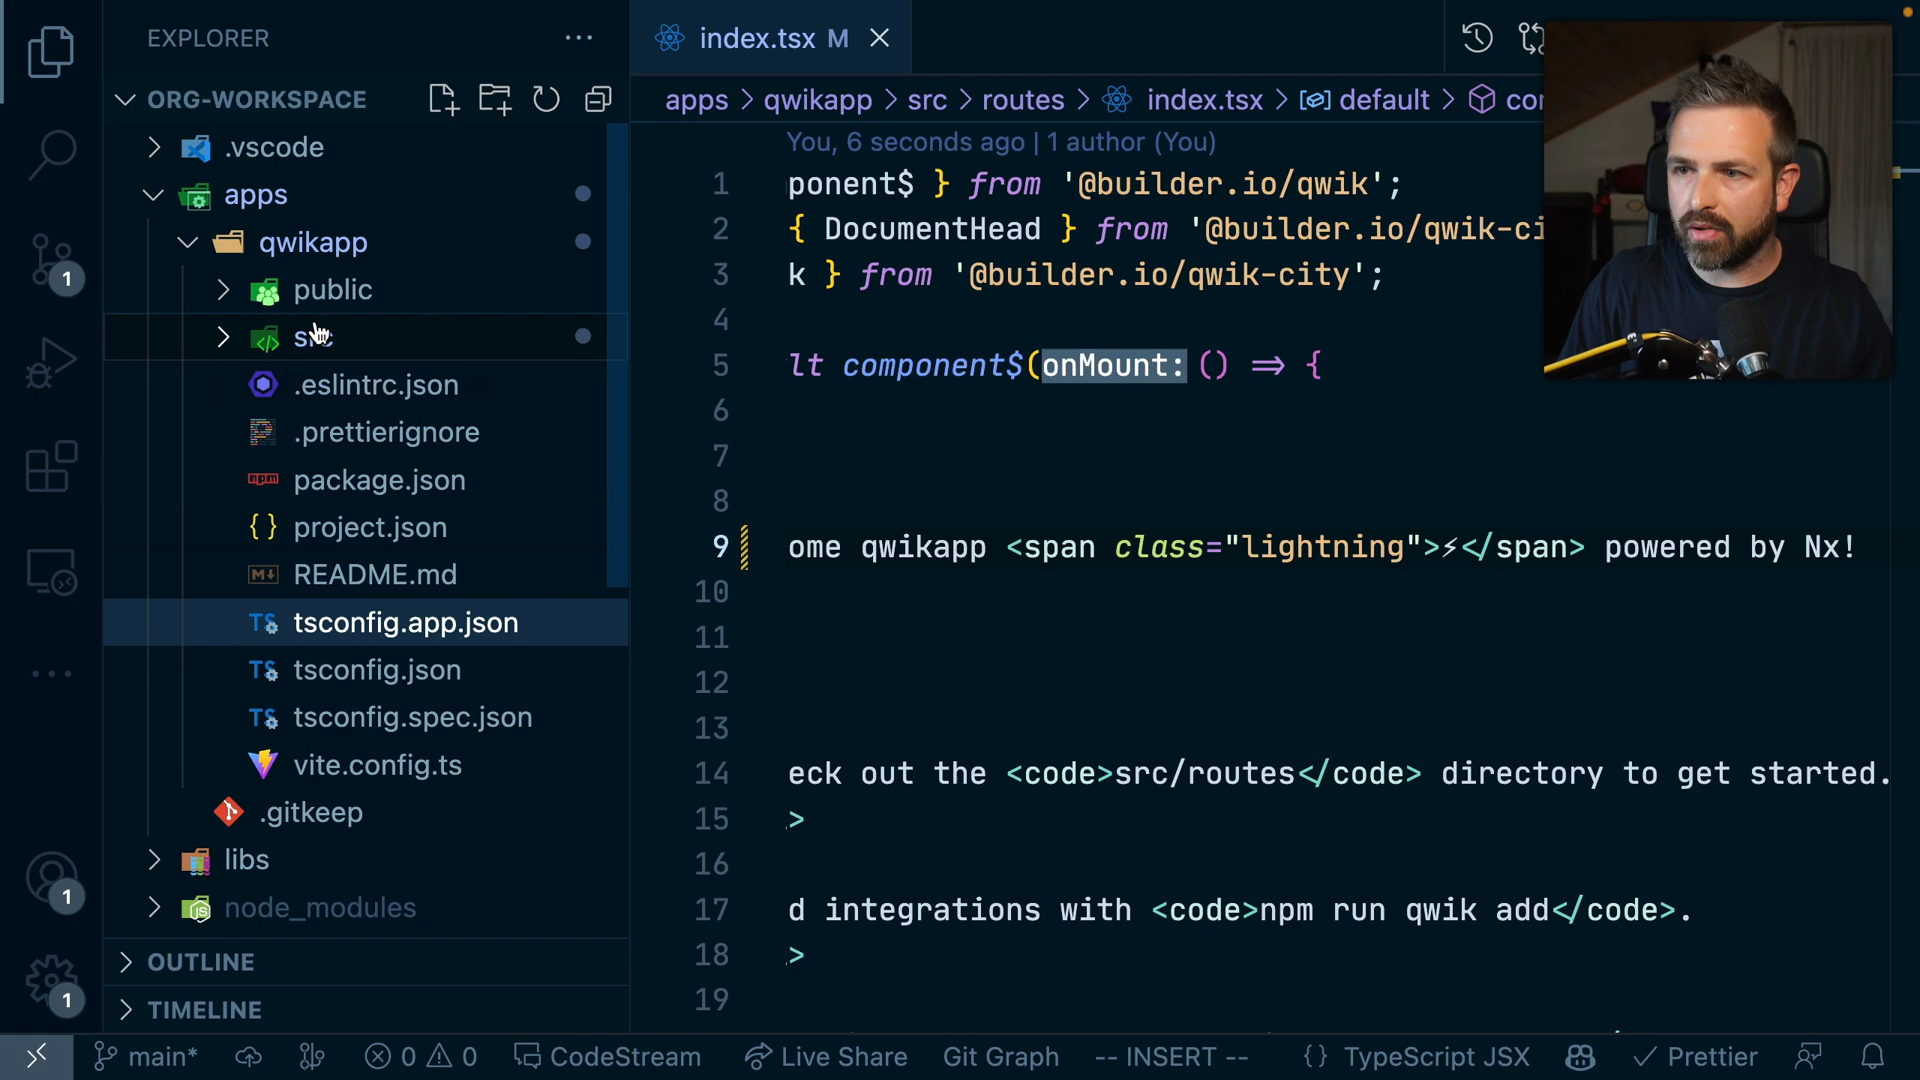 EXPLORER
ORG-WORKSPACE
.vscode
apps
qwikapp
public
src
.eslintrc.json
.prettierignore
package.json
project.json
README.md
tsconfig.app.json
tsconfig.json
tsconfig.spec.json
vite.config.ts
.gitkeep
libs
node_modules
OUTLINE
TIMELINE
1
1
1
index.tsx M
apps > qwikapp > src > routes > index.tsx > default > cor
You, 6 seconds ago | 1 author (You)
1 ponent$ } from '@builder.io/qwik';
2 { DocumentHead } from '@builder.io/qwik-ci
3 k } from '@builder.io/qwik-city';
4
5 lt component$(onMount: () => {
6
7
8
9 ome qwikapp <span class="lightning">⚡</span> powered by Nx!
10
11
12
13
14 eck out the <code>src/routes</code> directory to get started.
15 >
16
17 d integrations with <code>npm run qwik add</code>.
18 >
19
main* 0 0 CodeStream Live Share Git Graph -- INSERT -- {} TypeScript JSX Prettier